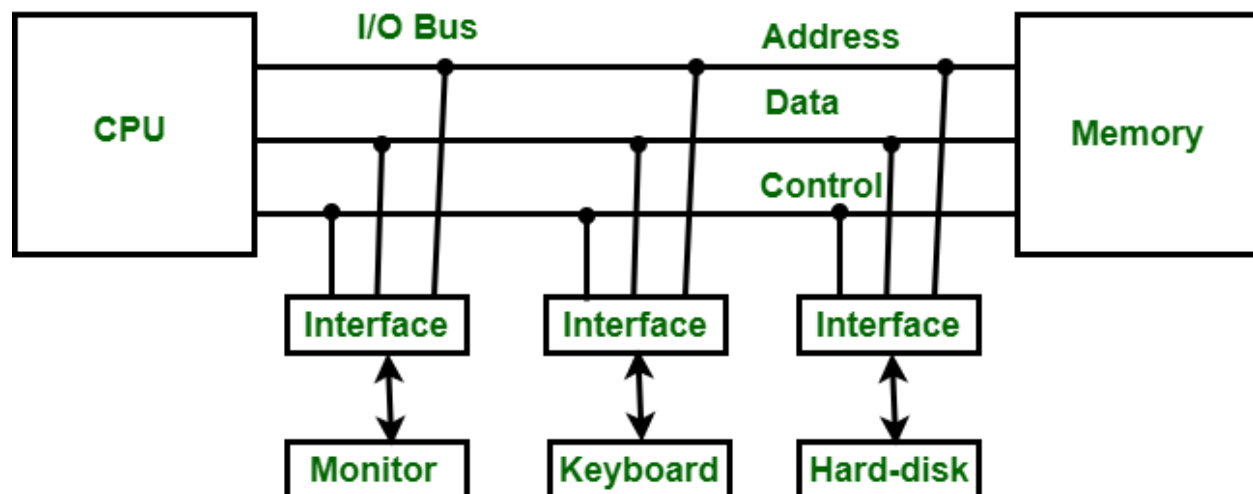 I/O Bus
Address
Data
CPU
Memory
Control
Interface
Interface
Interface
Monitor
Keyboard
Hard-disk